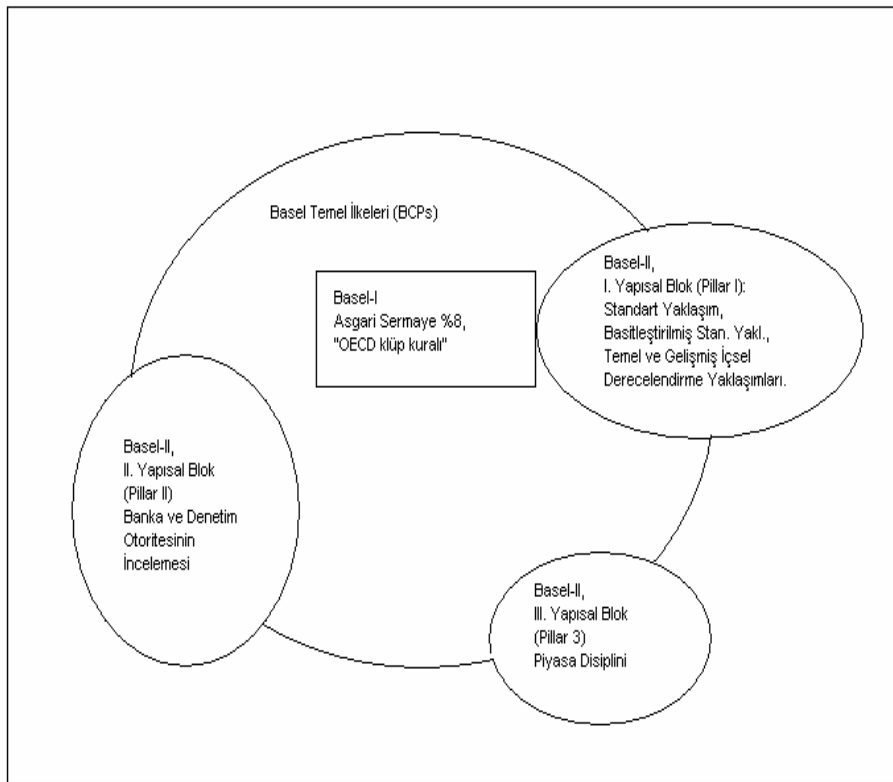 Basel Temel İlkeleri (BCPs)
Basel-I
Asgari Sermaye %8,
"OECD klüp kuralı"
Basel-II,
I. Yapısal Blok (Pillar I):
Standart Yaklaşım,
Basitleştirilmiş Stan. Yakl.,
Temel ve Gelişmiş İçsel
Derecelendirme Yaklaşımları.
Basel-II,
II. Yapısal Blok
(Pillar II)
Banka ve Denetim
Otoritesinin
İncelemesi
Basel-II,
III. Yapısal Blok
(Pillar 3)
Piyasa Disiplini